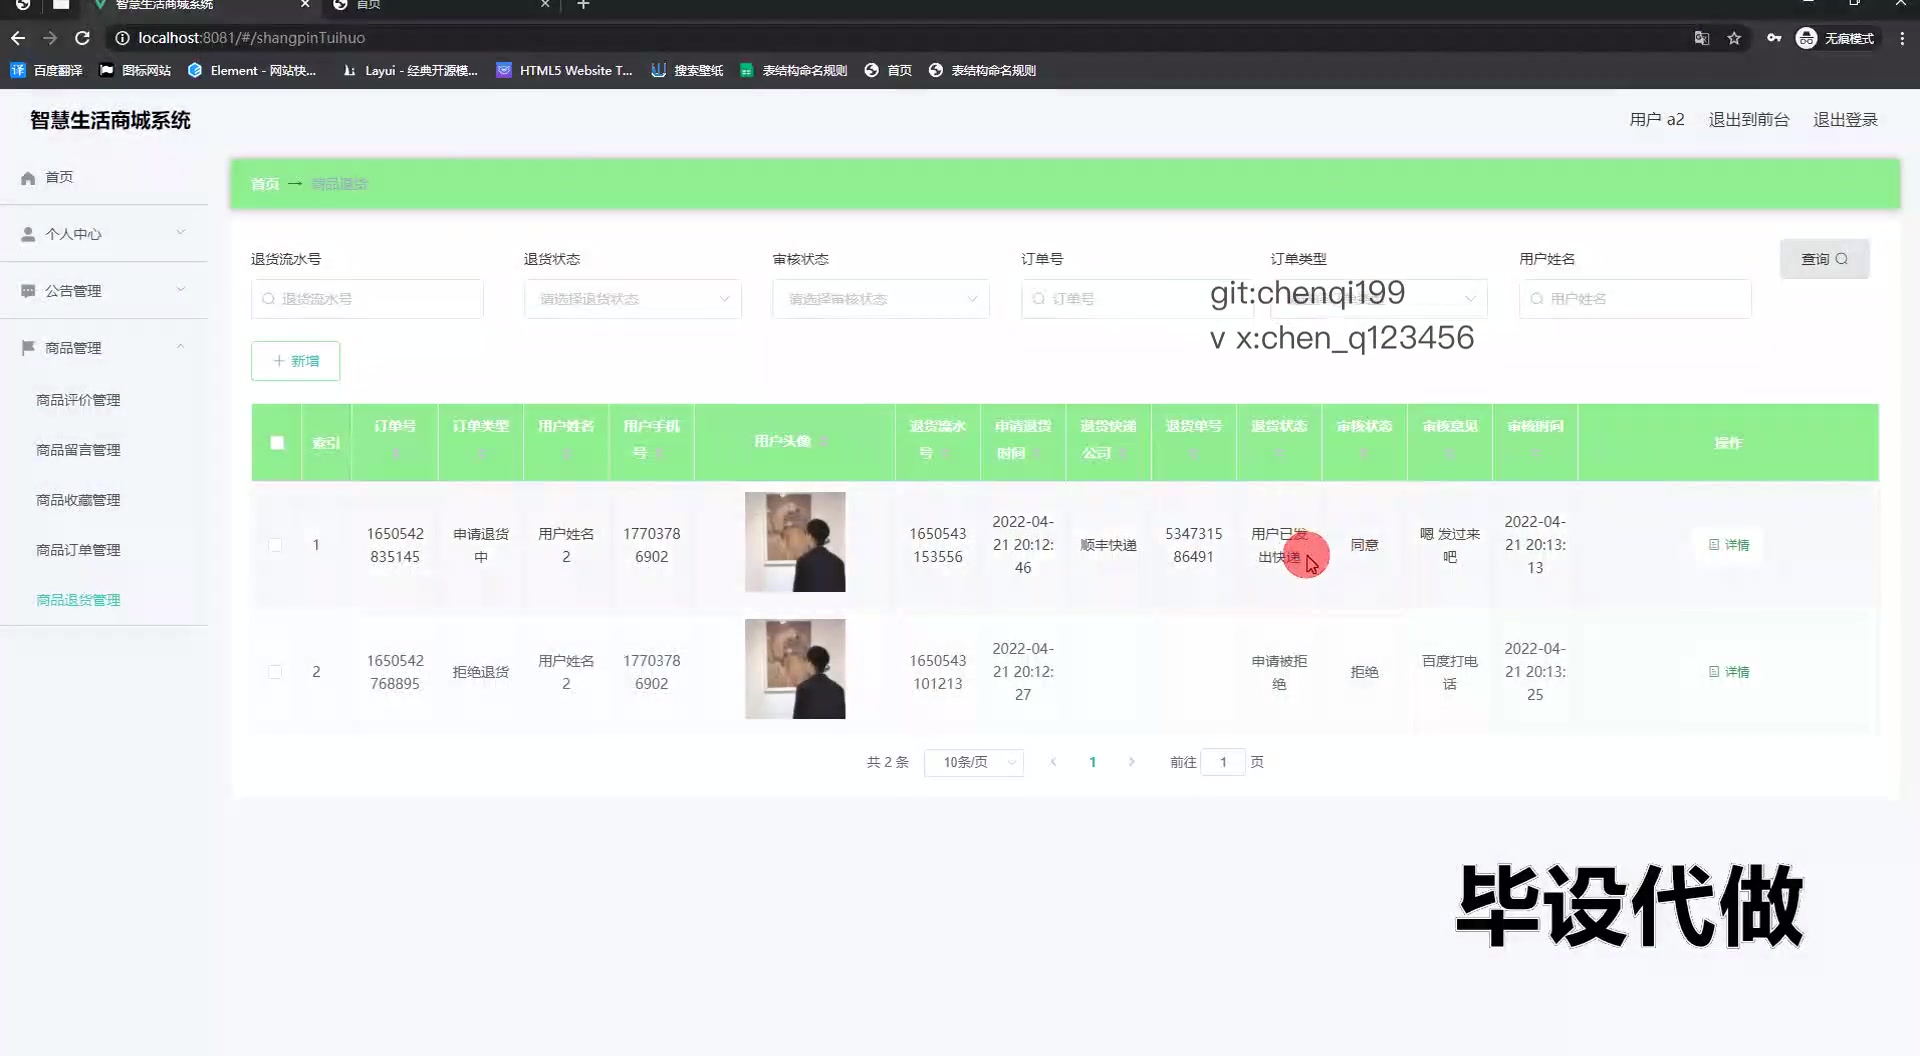 智慧生活商城系统
首页
localhost:8081/#/shangpinTuihuo
无痕模式
百度翻译
图标网站
Element - 网站快...
Layui - 经典开源模...
HTML5 Website T...
搜索壁纸
表结构命名规则
首页
表结构命名规则
智慧生活商城系统
用户 a2
退出到前台
退出登录
首页
个人中心
公告管理
商品管理
商品评价管理
商品留言管理
商品收藏管理
商品订单管理
商品退货管理
首页 → 商品退货
退货流水号
退货状态
审核状态
订单号
订单类型
用户姓名
查询
退货流水号
请选择退货状态
请选择审核状态
订单号
用户姓名
git:chenqi199
v x:chen_q123456
+ 新增
索引
订单号
订单类型
用户姓名
用户手机
号
用户头像
退货流水
号
申请退货
时间
退货快递
公司
退货单号
退货状态
审核状态
审核意见
审核时间
操作
1
1650542
835145
申请退货
中
用户姓名
2
1770378
6902
1650543
153556
2022-04-
21 20:12:
46
顺丰快递
5347315
86491
用户已发
出快递
同意
嗯 发过来
吧
2022-04-
21 20:13:
13
详情
2
1650542
768895
拒绝退货
用户姓名
2
1770378
6902
1650543
101213
2022-04-
21 20:12:
27
申请被拒
绝
拒绝
百度打电
话
2022-04-
21 20:13:
25
详情
共 2 条
10条/页
1
前往
1
页
毕设代做